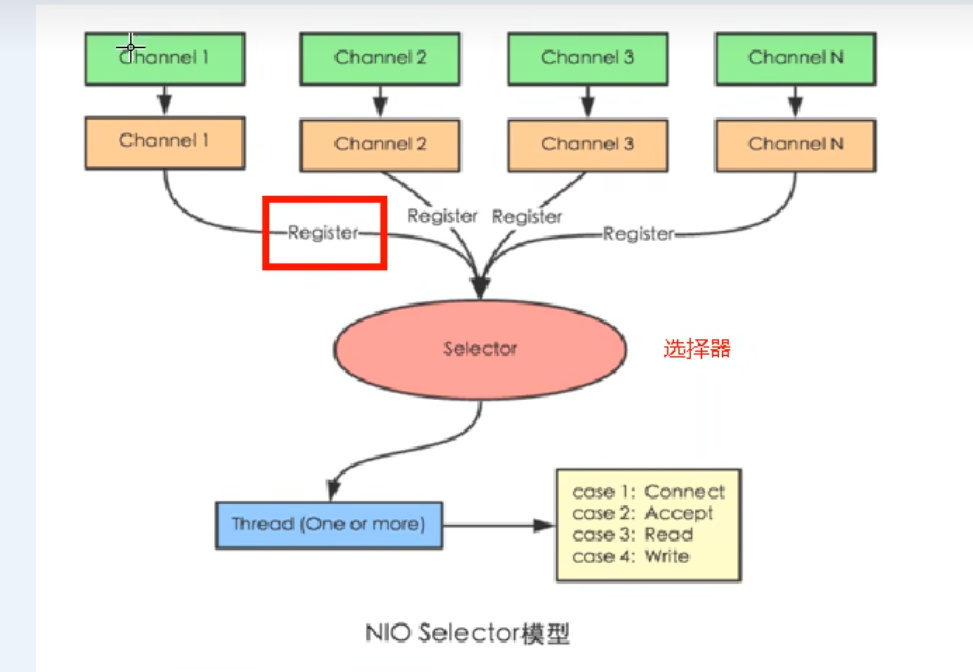 Channel 1
Channel 2
Channel 3
Channel N
Channel 1
Channel 2
Channel 3
Channel N
Register
Register
Register
Register
Selector
选择器
Thread (One or more)
case 1: Connect
case 2: Accept
case 3: Read
case 4: Write
NIO Selector模型